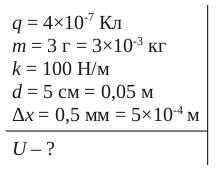 q = 4×10⁻⁷ Кл
m = 3 г = 3×10⁻³ кг
k = 100 Н/м
d = 5 см = 0,05 м
Δx = 0,5 мм = 5×10⁻⁴ м
U – ?